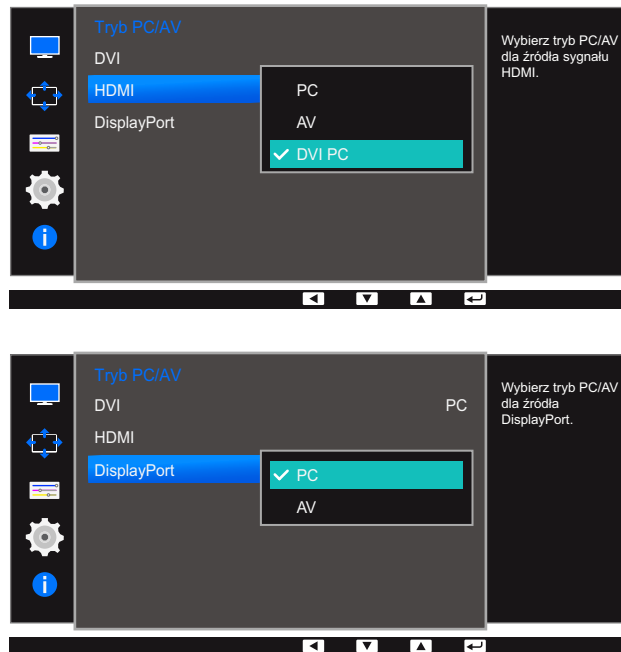 Tryb PC/AV
DVI
HDMI
DisplayPort
PC
AV
DVI PC
Wybierz tryb PC/AV
dla źródła sygnału
HDMI.
Tryb PC/AV
DVI PC
HDMI
DisplayPort
PC
AV
Wybierz tryb PC/AV
dla źródła
DisplayPort.